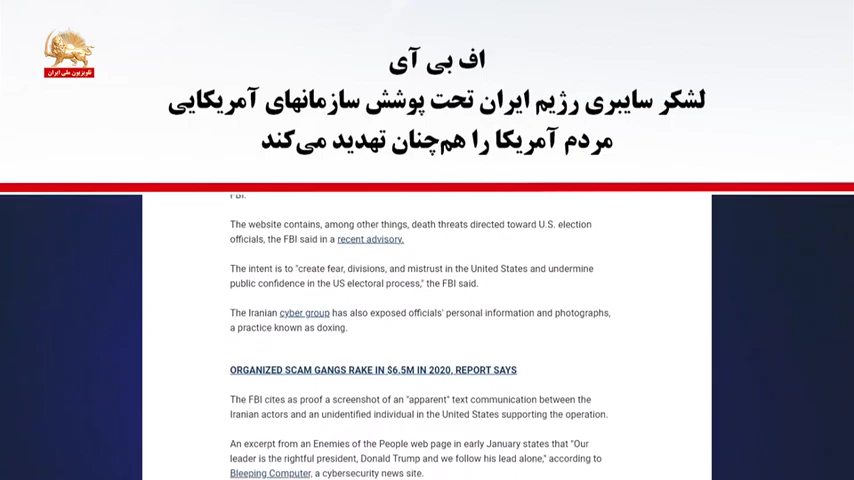 تلویزیون ملی ایران
اف بی آی
لشکر سایبری رژیم ایران تحت پوشش سازمانهای آمریکایی
مردم آمریکا را هم‌چنان تهدید می‌کند
FBI.
The website contains, among other things, death threats directed toward U.S. election
officials, the FBI said in a recent advisory.
The intent is to "create fear, divisions, and mistrust in the United States and undermine
public confidence in the US electoral process," the FBI said.
The Iranian cyber group has also exposed officials' personal information and photographs,
a practice known as doxing.
ORGANIZED SCAM GANGS RAKE IN $6.5M IN 2020, REPORT SAYS
The FBI cites as proof a screenshot of an "apparent" text communication between the
Iranian actors and an unidentified individual in the United States supporting the operation.
An excerpt from an Enemies of the People web page in early January states that "Our
leader is the rightful president, Donald Trump and we follow his lead alone," according to
Bleeping Computer, a cybersecurity news site.